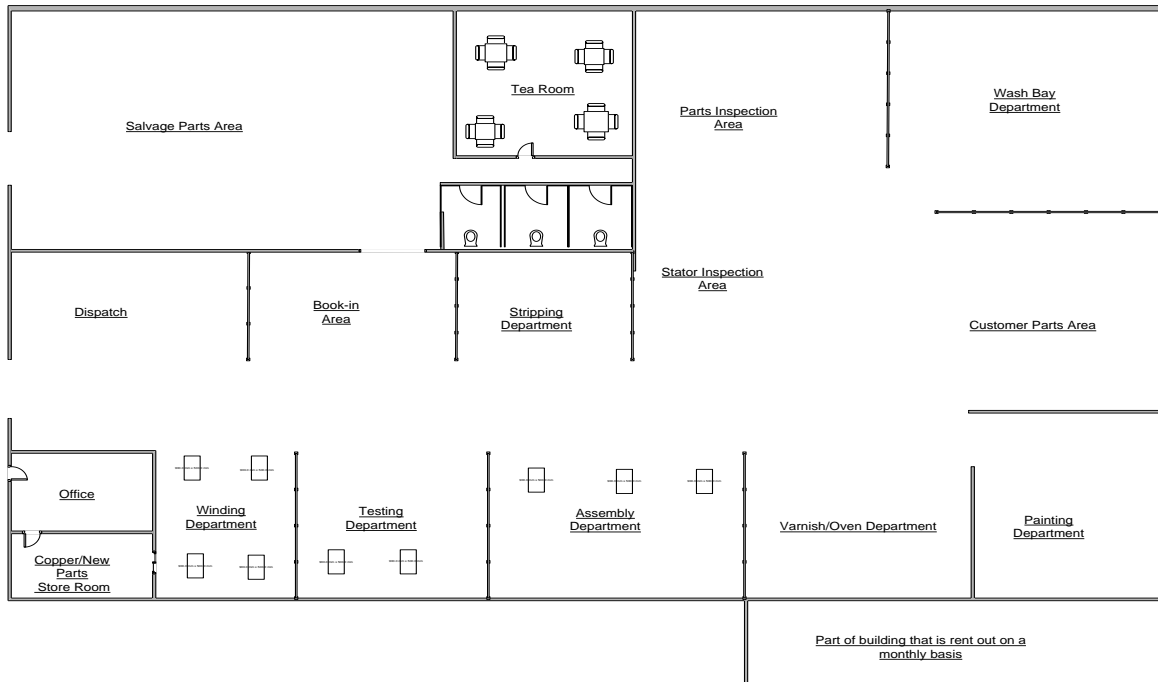 Tea Room
Salvage Parts Area
Parts Inspection
Area
Wash Bay
Department
Dispatch
Book-in
Area
Stripping
Department
Stator Inspection
Area
Customer Parts Area
Office
Copper/New
Parts
Store Room
Winding
Department
Testing
Department
Assembly
Department
Varnish/Oven Department
Painting
Department
Part of building that is rent out on a
monthly basis